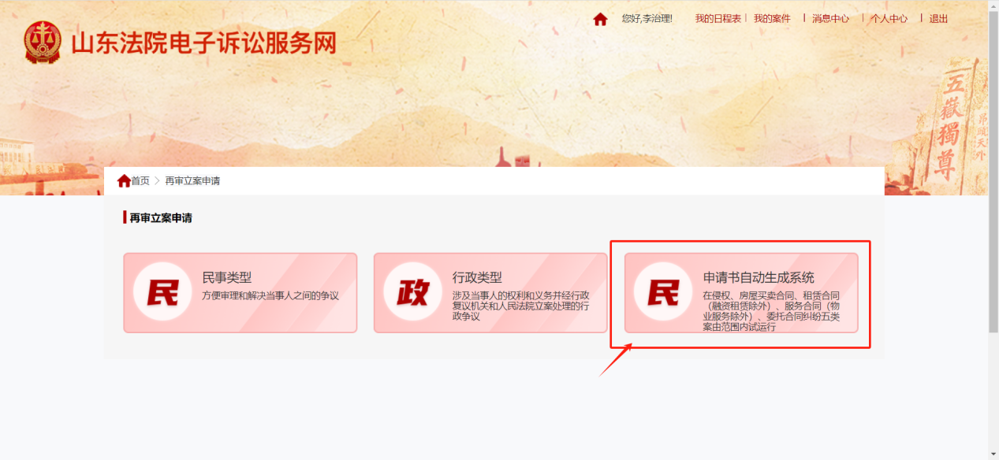 您好,李治理!
我的日程表
我的案件
消息中心
个人中心
退出
山东法院电子诉讼服务网
五嶽獨尊
首页
再审立案申请
再审立案申请
民
民事类型
方便审理和解决当事人之间的争议
政
行政类型
涉及当事人的权利和义务并经行政
复议机关和人民法院立案处理的行
政争议
民
申请书自动生成系统
在侵权、房屋买卖合同、租赁合同
（融资租赁除外）、服务合同（物
业服务除外）、委托合同纠纷五类
案由范围内试运行